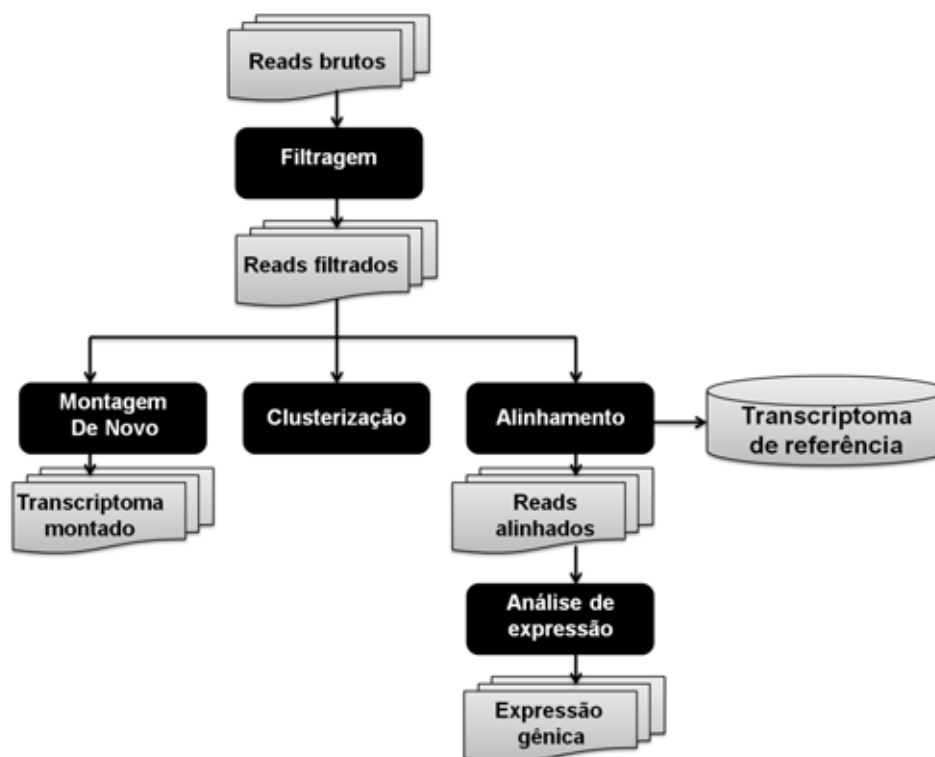 Reads brutos
Filtragem
Reads filtrados
Montagem
De Novo
Clusterização
Alinhamento
Transcriptoma
de referência
Transcriptoma
montado
Reads
alinhados
Análise de
expressão
Expressão
gênica